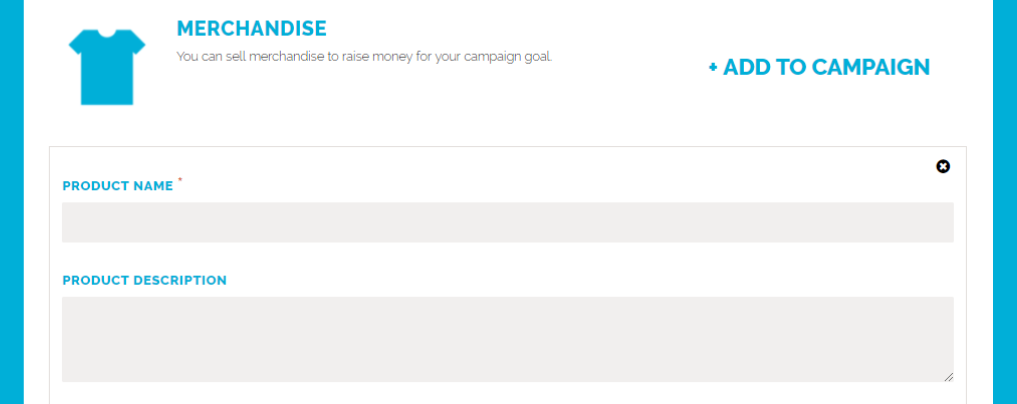 MERCHANDISE
You can sell merchandise to raise money for your campaign goal.
+ ADD TO CAMPAIGN
PRODUCT NAME *
PRODUCT DESCRIPTION